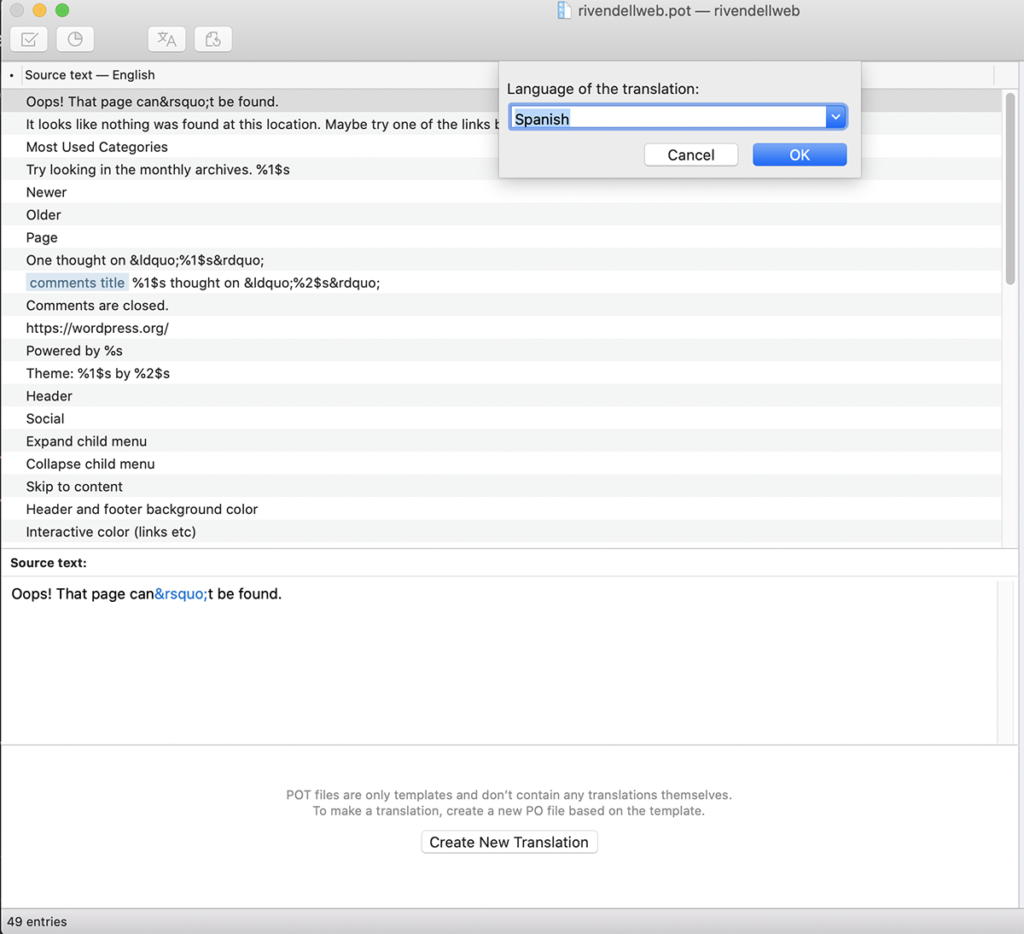 rivendellweb.pot — rivendellweb
• Source text — English
Language of the translation:
Spanish
Cancel OK
Oops! That page can&rsquo;t be found.
It looks like nothing was found at this location. Maybe try one of the links
Most Used Categories
Try looking in the monthly archives. %1$s
Newer
Older
Page
One thought on &ldquo;%1$s&rdquo;
comments title %1$s thought on &ldquo;%2$s&rdquo;
Comments are closed.
https://wordpress.org/
Powered by %s
Theme: %1$s by %2$s
Header
Social
Expand child menu
Collapse child menu
Skip to content
Header and footer background color
Interactive color (links etc)
Source text:
Oops! That page can&rsquo;t be found.
POT files are only templates and don’t contain any translations themselves.
To make a translation, create a new PO file based on the template.
Create New Translation
49 entries